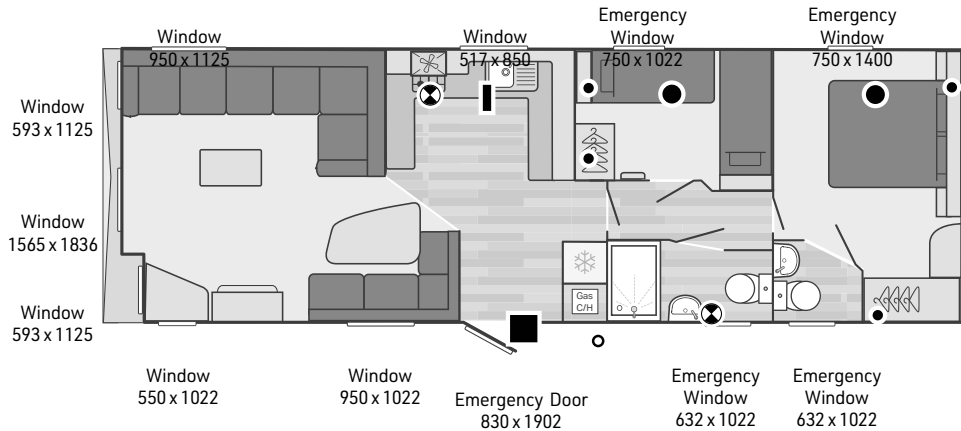 Window
950 x 1125
Window
517 x 850
Emergency
Window
750 x 1022
Emergency
Window
750 x 1400
Window
593 x 1125
Window
1565 x 1836
Window
593 x 1125
Gas
C/H
Window
550 x 1022
Window
950 x 1022
Emergency Door
830 x 1902
Emergency
Window
632 x 1022
Emergency
Window
632 x 1022